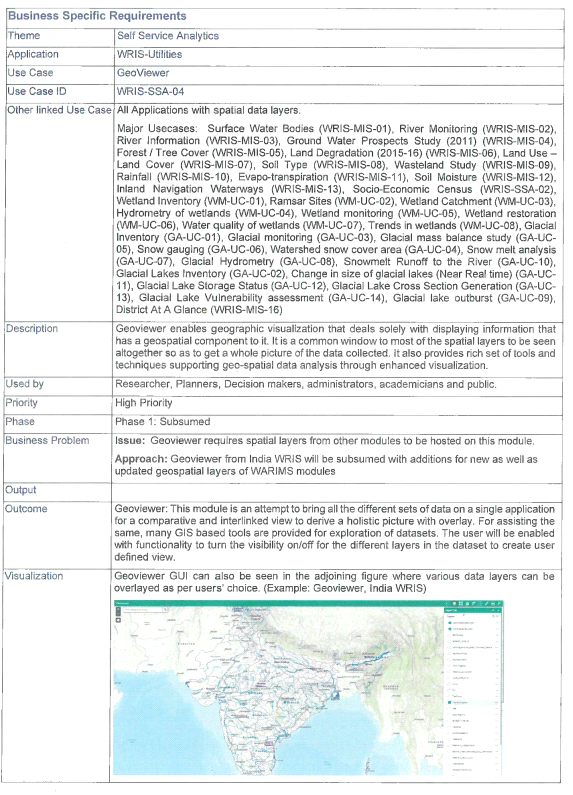 Business Specific Requirements
Theme Self Service Analytics
Application WRIS-Utilities
Use Case GeoViewer
Use Case ID WRIS-SSA-04
Other linked Use Case All Applications with spatial data layers.
Major Usecases: Surface Water Bodies (WRIS-MIS-01), River Monitoring (WRIS-MIS-02),
River Information (WRIS-MIS-03), Ground Water Prospects Study (2011) (WRIS-MIS-04),
Forest / Tree Cover (WRIS-MIS-05), Land Degradation (2015-16) (WRIS-MIS-06), Land Use –
Land Cover (WRIS-MIS-07), Soil Type (WRIS-MIS-08), Wasteland Study (WRIS-MIS-09),
Rainfall (WRIS-MIS-10), Evapo-transpiration (WRIS-MIS-11), Soil Moisture (WRIS-MIS-12),
Inland Navigation Waterways (WRIS-MIS-13), Socio-Economic Census (WRIS-SSA-02),
Wetland Inventory (WM-UC-01), Ramsar Sites (WM-UC-02), Wetland Catchment (WM-UC-03),
Hydrometry of wetlands (WM-UC-04), Wetland monitoring (WM-UC-05), Wetland restoration
(WM-UC-06), Water quality of wetlands (WM-UC-07), Trends in wetlands (WM-UC-08), Glacial
Inventory (GA-UC-01), Glacial monitoring (GA-UC-03), Glacial mass balance study (GA-UC-
05), Snow gauging (GA-UC-06), Watershed snow cover area (GA-UC-04), Snow melt analysis
(GA-UC-07), Glacial Hydrometry (GA-UC-08), Snowmelt Runoff to the River (GA-UC-10),
Glacial Lakes Inventory (GA-UC-02), Change in size of glacial lakes (Near Real time) (GA-UC-
11), Glacial Lake Storage Status (GA-UC-12), Glacial Lake Cross Section Generation (GA-UC-
13), Glacial Lake Vulnerability assessment (GA-UC-14), Glacial lake outburst (GA-UC-09),
District At A Glance (WRIS-MIS-16)
Description Geoviewer enables geographic visualization that deals solely with displaying information that
has a geospatial component to it. It is a common window to most of the spatial layers to be seen
altogether so as to get a whole picture of the data collected. It also provides rich set of tools and
techniques supporting geo-spatial data analysis through enhanced visualization.
Used by Researcher, Planners, Decision makers, administrators, academicians and public.
Priority High Priority
Phase Phase 1: Subsumed
Business Problem Issue: Geoviewer requires spatial layers from other modules to be hosted on this module.
Approach: Geoviewer from India WRIS will be subsumed with additions for new as well as
updated geospatial layers of WARIMS modules
Output
Outcome Geoviewer: This module is an attempt to bring all the different sets of data on a single application
for a comparative and interlinked view to derive a holistic picture with overlay. For assisting the
same, many GIS based tools are provided for exploration of datasets. The user will be enabled
with functionality to turn the visibility on/off for the different layers in the dataset to create user
defined view.
Visualization Geoviewer GUI can also be seen in the adjoining figure where various data layers can be
overlayed as per users' choice. (Example: Geoviewer, India WRIS)